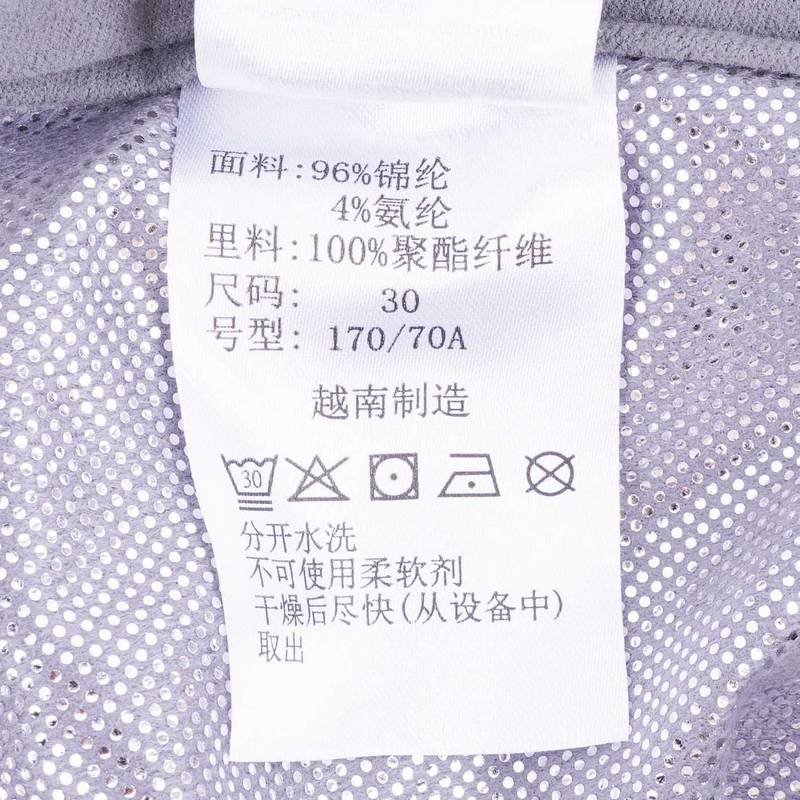 面料:96%锦纶
4%氨纶
里料:100%聚酯纤维
尺码: 30
号型: 170/70A
越南制造
30
分开水洗
不可使用柔软剂
干燥后尽快(从设备中)
取出